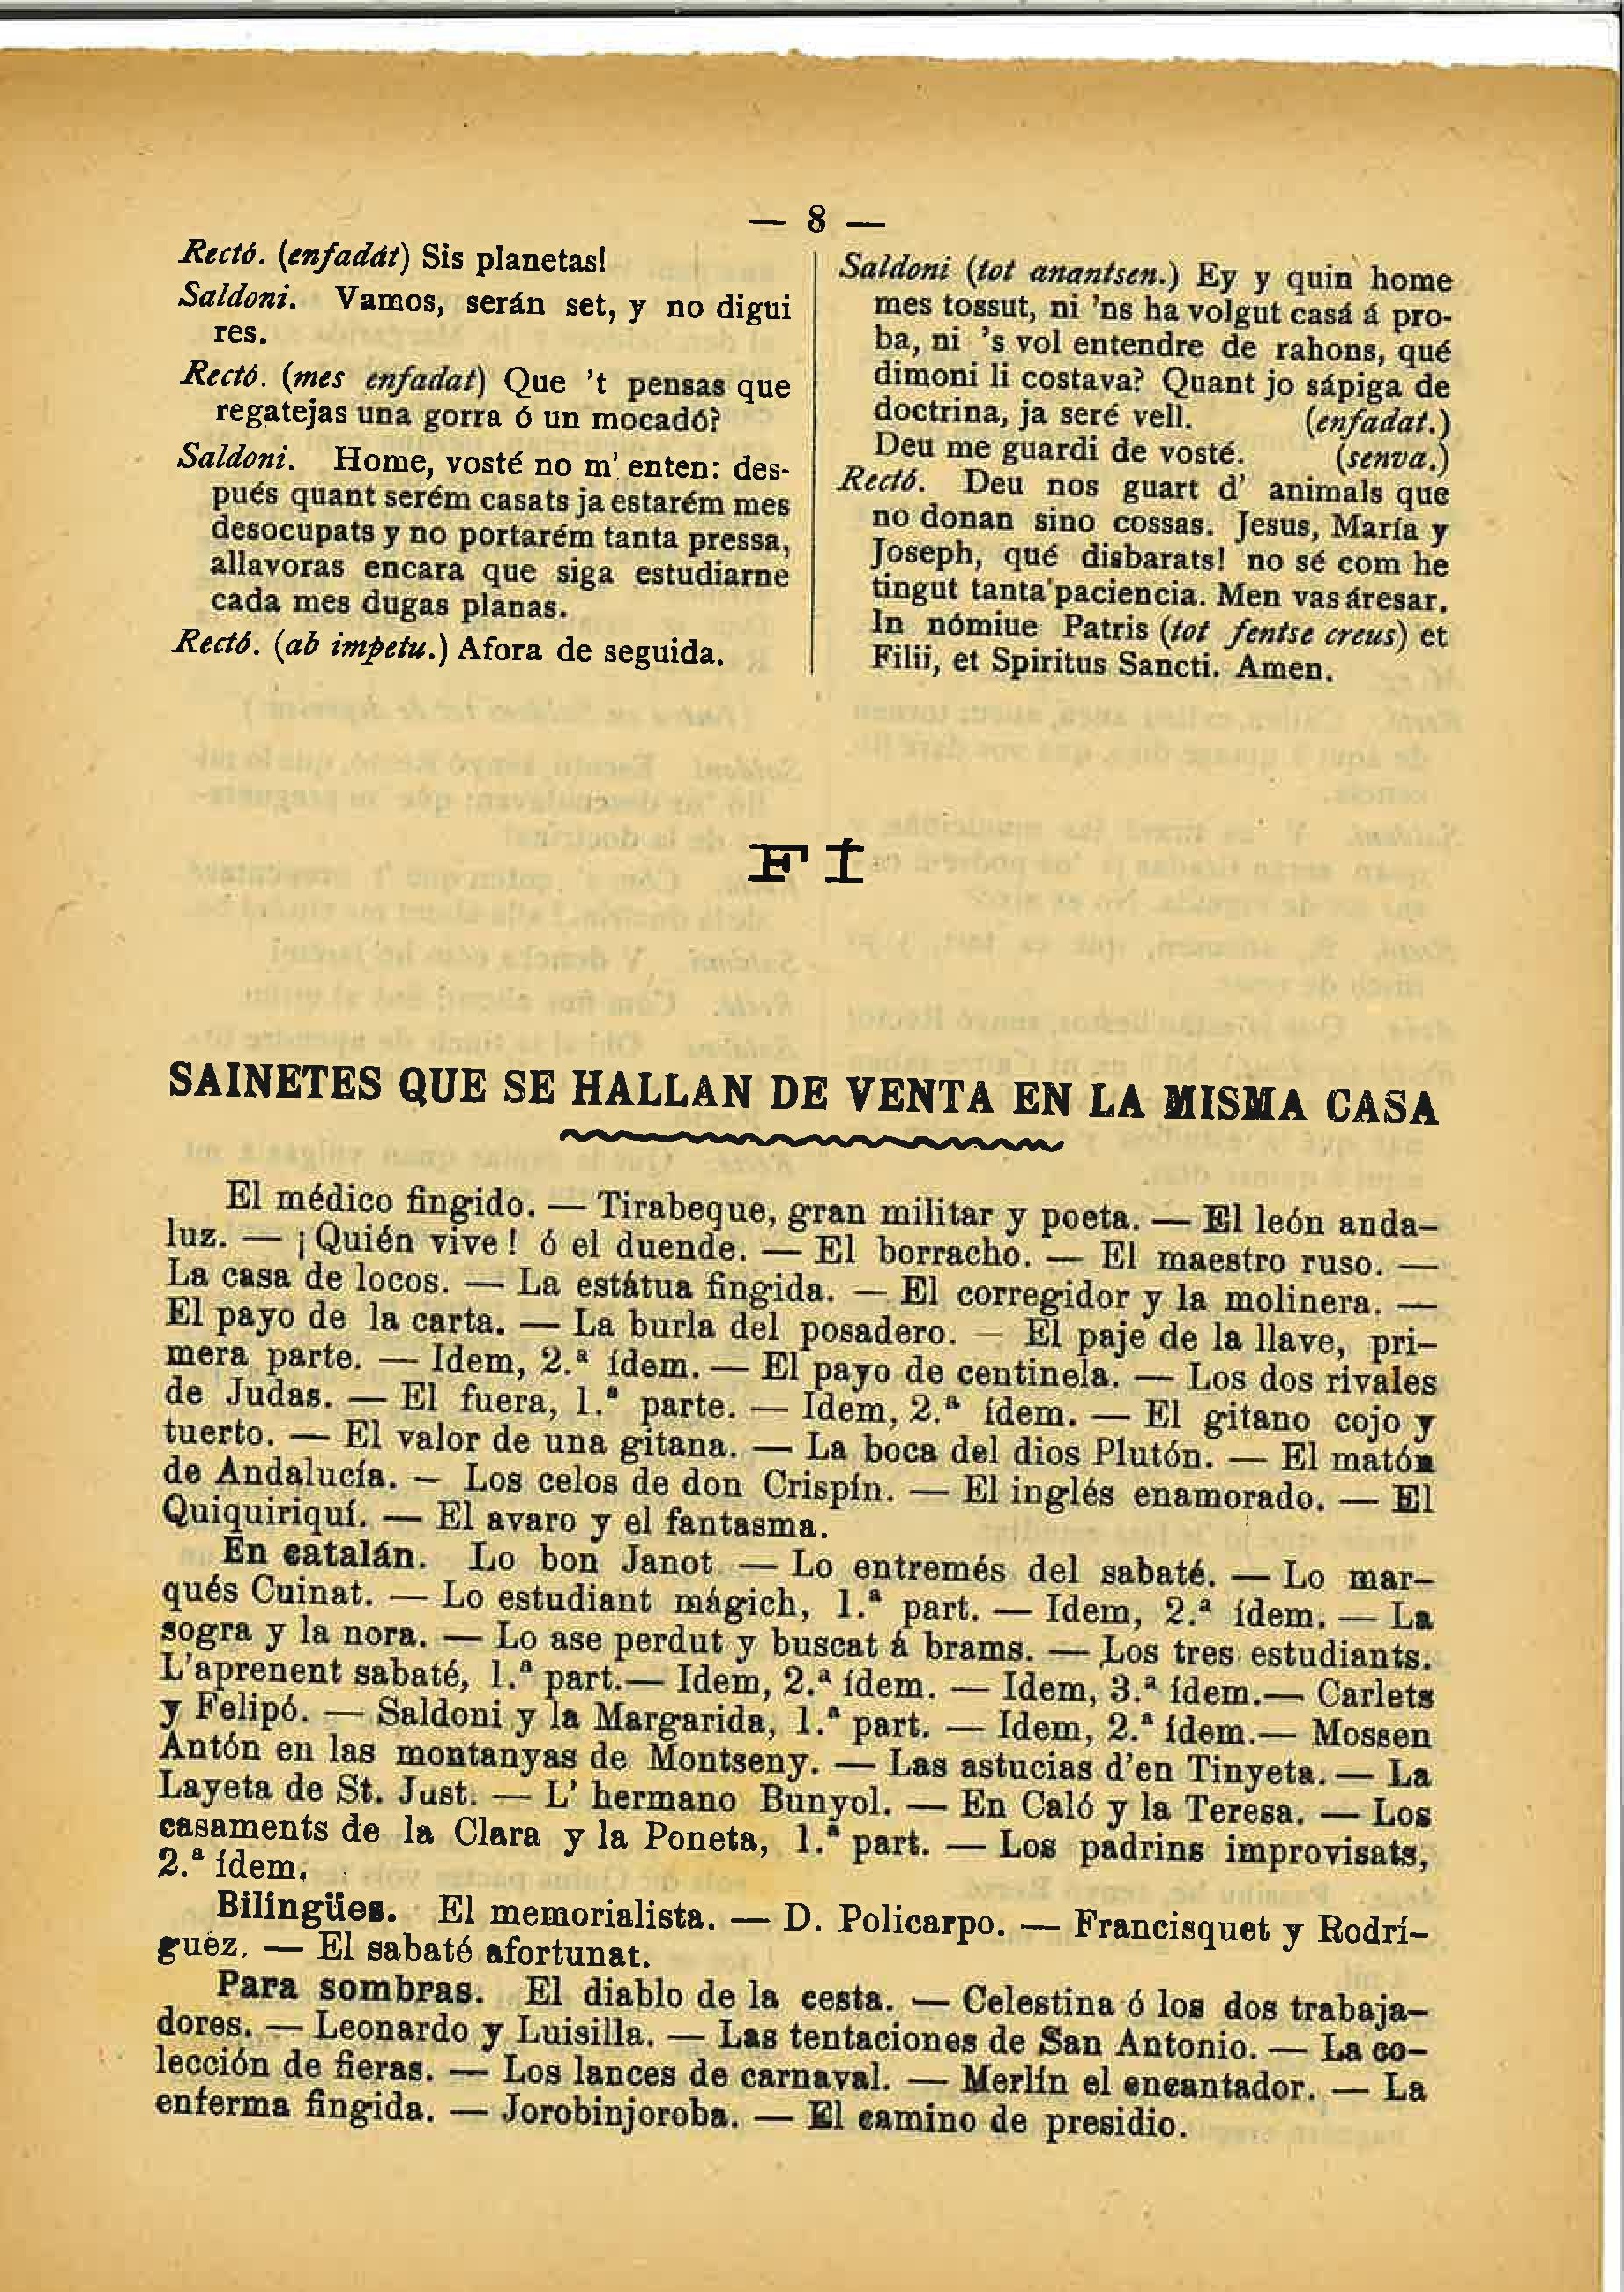 — 8 —
Rectó. (enfadát) Sis planetas!
Saldoni. Vamos, serán set, y no digui
res.
Rectó. (mes enfadat) Que 't pensas que
regatejas una gorra ó un mocadó?
Saldoni. Home, vosté no m' enten: des-
pués quant serém casats ja estarém mes
desocupats y no portarém tanta pressa,
allavoras encara que siga estudiarne
cada mes dugas planas.
Rectó. (ab impetu.) Afora de seguida.
Saldoni (tot anantsen.) Ey y quin home
mes tossut, ni 'ns ha volgut casá á pro-
ba, ni 's vol entendre de rahons, qué
dimoni li costava? Quant jo sápiga de
doctrina, ja seré vell. (enfadat.)
Deu me guardi de vosté. (senva.)
Rectó. Deu nos guart d' animals que
no donan sino cossas. Jesus, María y
Joseph, qué disbarats! no sé com he
tingut tanta paciencia. Men vas áresar.
In nómiue Patris (tot fentse creus) et
Filii, et Spiritus Sancti. Amen.
FI
SAINETES QUE SE HALLAN DE VENTA EN LA MISMA CASA
El médico fingido. — Tirabeque, gran militar y poeta. — El león anda-
luz. — ¡Quién vive! ó el duende. — El borracho. — El maestro ruso. —
La casa de locos. — La estátua fingida. — El corregidor y la molinera. —
El payo de la carta. — La burla del posadero. — El paje de la llave, pri-
mera parte. — Idem, 2.ª ídem. — El payo de centinela. — Los dos rivales
de Judas. — El fuera, 1.ª parte. — Idem, 2.ª ídem. — El gitano cojo y
tuerto. — El valor de una gitana. — La boca del dios Plutón. — El matón
de Andalucía. — Los celos de don Crispín. — El inglés enamorado. — El
Quiquiriquí. — El avaro y el fantasma.
En catalán. Lo bon Janot. — Lo entremés del sabaté. — Lo mar-
qués Cuinat. — Lo estudiant mágich, 1.ª part. — Idem, 2.ª ídem. — La
sogra y la nora. — Lo ase perdut y buscat á brams. — Los tres estudiants.
L'aprenent sabaté, 1.ª part.— Idem, 2.ª ídem. — Idem, 3.ª ídem.— Carlets
y Felipó. — Saldoni y la Margarida, 1.ª part. — Idem, 2.ª ídem.— Mossen
Antón en las montanyas de Montseny. — Las astucias d'en Tinyeta. — La
Layeta de St. Just. — L' hermano Bunyol. — En Caló y la Teresa. — Los
casaments de la Clara y la Poneta, 1.ª part. — Los padrins improvisats,
2.ª ídem.
Bilingües. El memorialista. — D. Policarpo. — Francisquet y Rodrí-
guez. — El sabaté afortunat.
Para sombras. El diablo de la cesta. — Celestina ó los dos trabaja-
dores. — Leonardo y Luisilla. — Las tentaciones de San Antonio. — La co-
lección de fieras. — Los lances de carnaval. — Merlín el encantador. — La
enferma fingida. — Jorobinjoroba. — El camino de presidio.